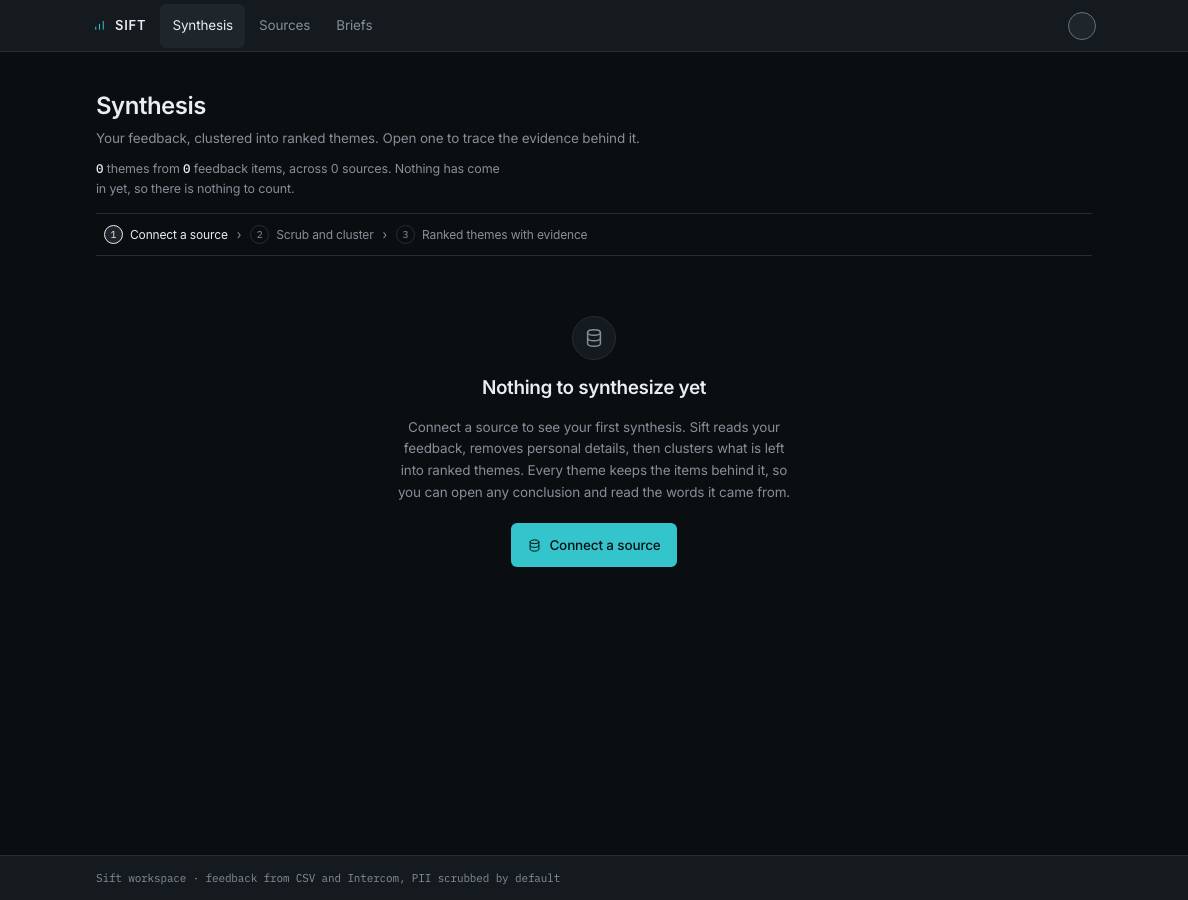 SIFT Synthesis Sources Briefs
Synthesis
Your feedback, clustered into ranked themes. Open one to trace the evidence behind it.
0 themes from 0 feedback items, across 0 sources. Nothing has come
in yet, so there is nothing to count.
1 Connect a source › 2 Scrub and cluster › 3 Ranked themes with evidence
Nothing to synthesize yet
Connect a source to see your first synthesis. Sift reads your
feedback, removes personal details, then clusters what is left
into ranked themes. Every theme keeps the items behind it, so
you can open any conclusion and read the words it came from.
Connect a source
Sift workspace · feedback from CSV and Intercom, PII scrubbed by default